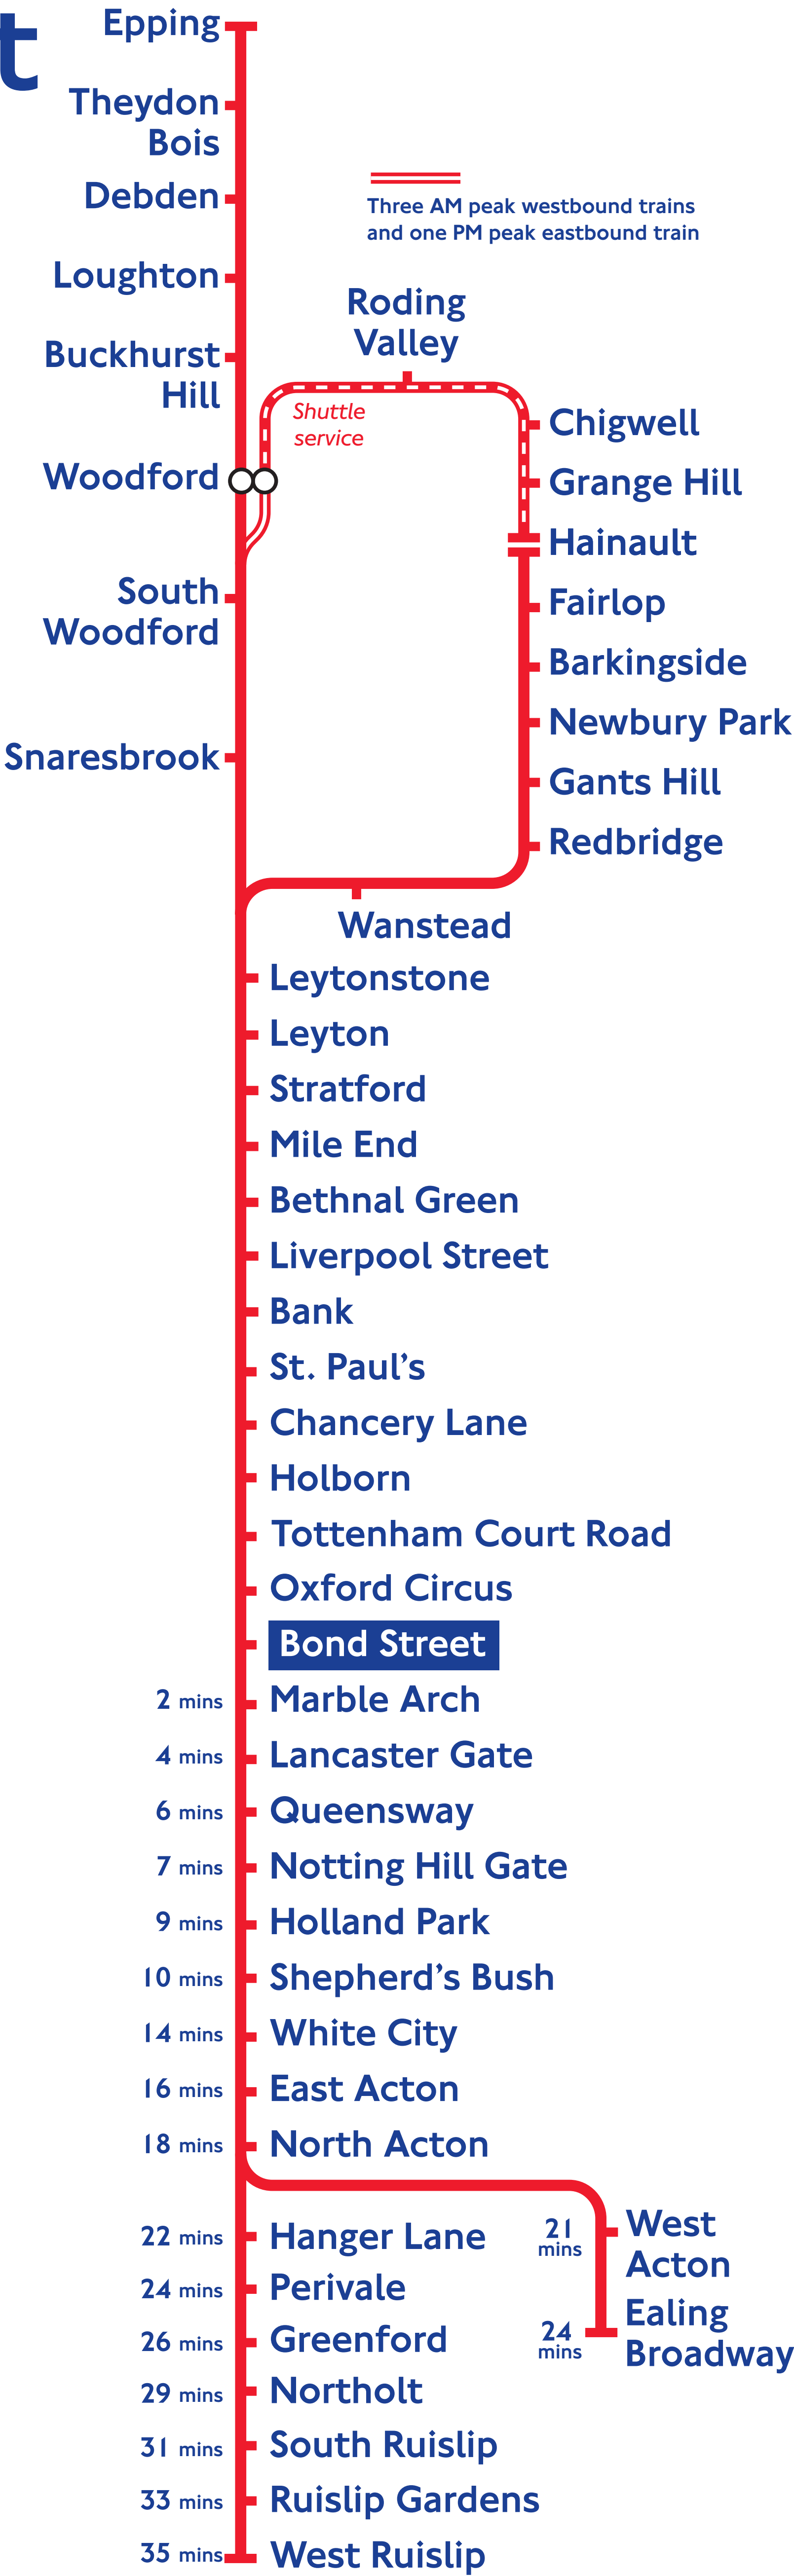 t
Epping
Theydon
Bois
Debden
Loughton
Buckhurst
Hill
Woodford
South
Woodford
Snaresbrook
Three AM peak westbound trains
and one PM peak eastbound train
Roding
Valley
Shuttle
service
Chigwell
Grange Hill
Hainault
Fairlop
Barkingside
Newbury Park
Gants Hill
Redbridge
Wanstead
Leytonstone
Leyton
Stratford
Mile End
Bethnal Green
Liverpool Street
Bank
St. Paul's
Chancery Lane
Holborn
Tottenham Court Road
Oxford Circus
Bond Street
2 mins Marble Arch
4 mins Lancaster Gate
6 mins Queensway
7 mins Notting Hill Gate
9 mins Holland Park
10 mins Shepherd's Bush
14 mins White City
16 mins East Acton
18 mins North Acton
22 mins Hanger Lane
24 mins Perivale
26 mins Greenford
29 mins Northolt
31 mins South Ruislip
33 mins Ruislip Gardens
35 mins West Ruislip
21
mins
West
Acton
24
mins
Ealing
Broadway